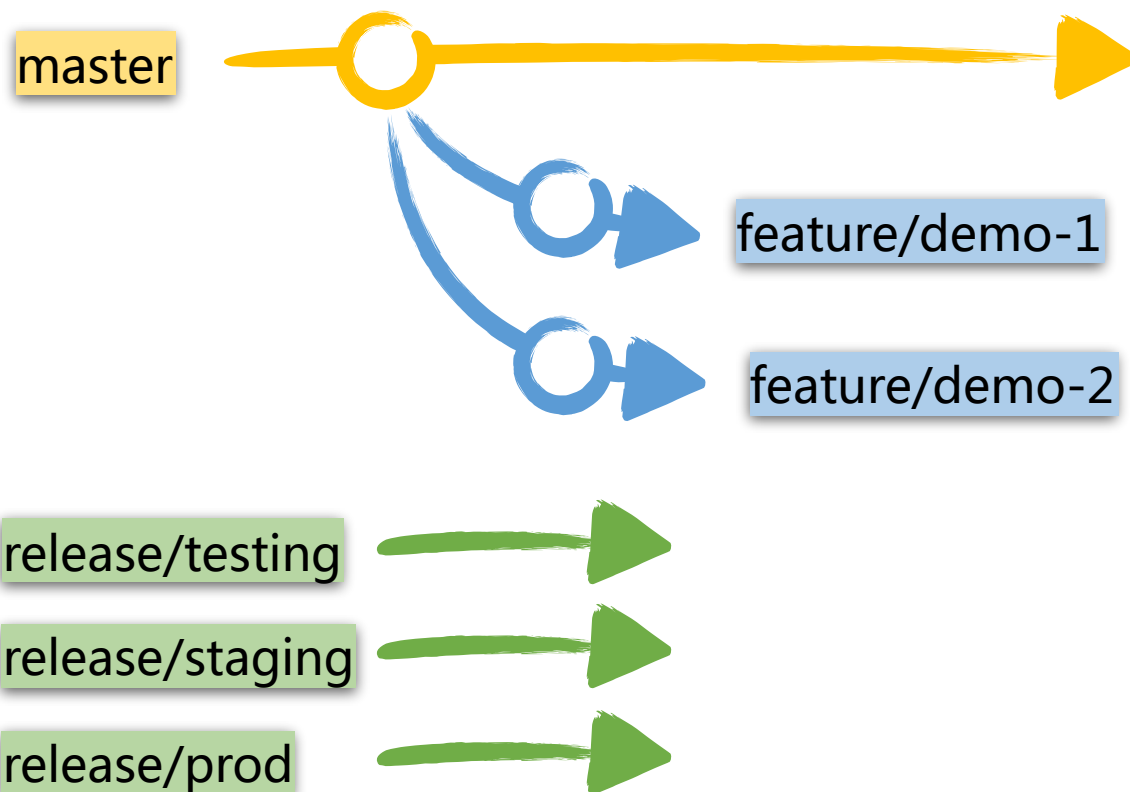 master
feature/demo-1
feature/demo-2
release/testing
release/staging
release/prod